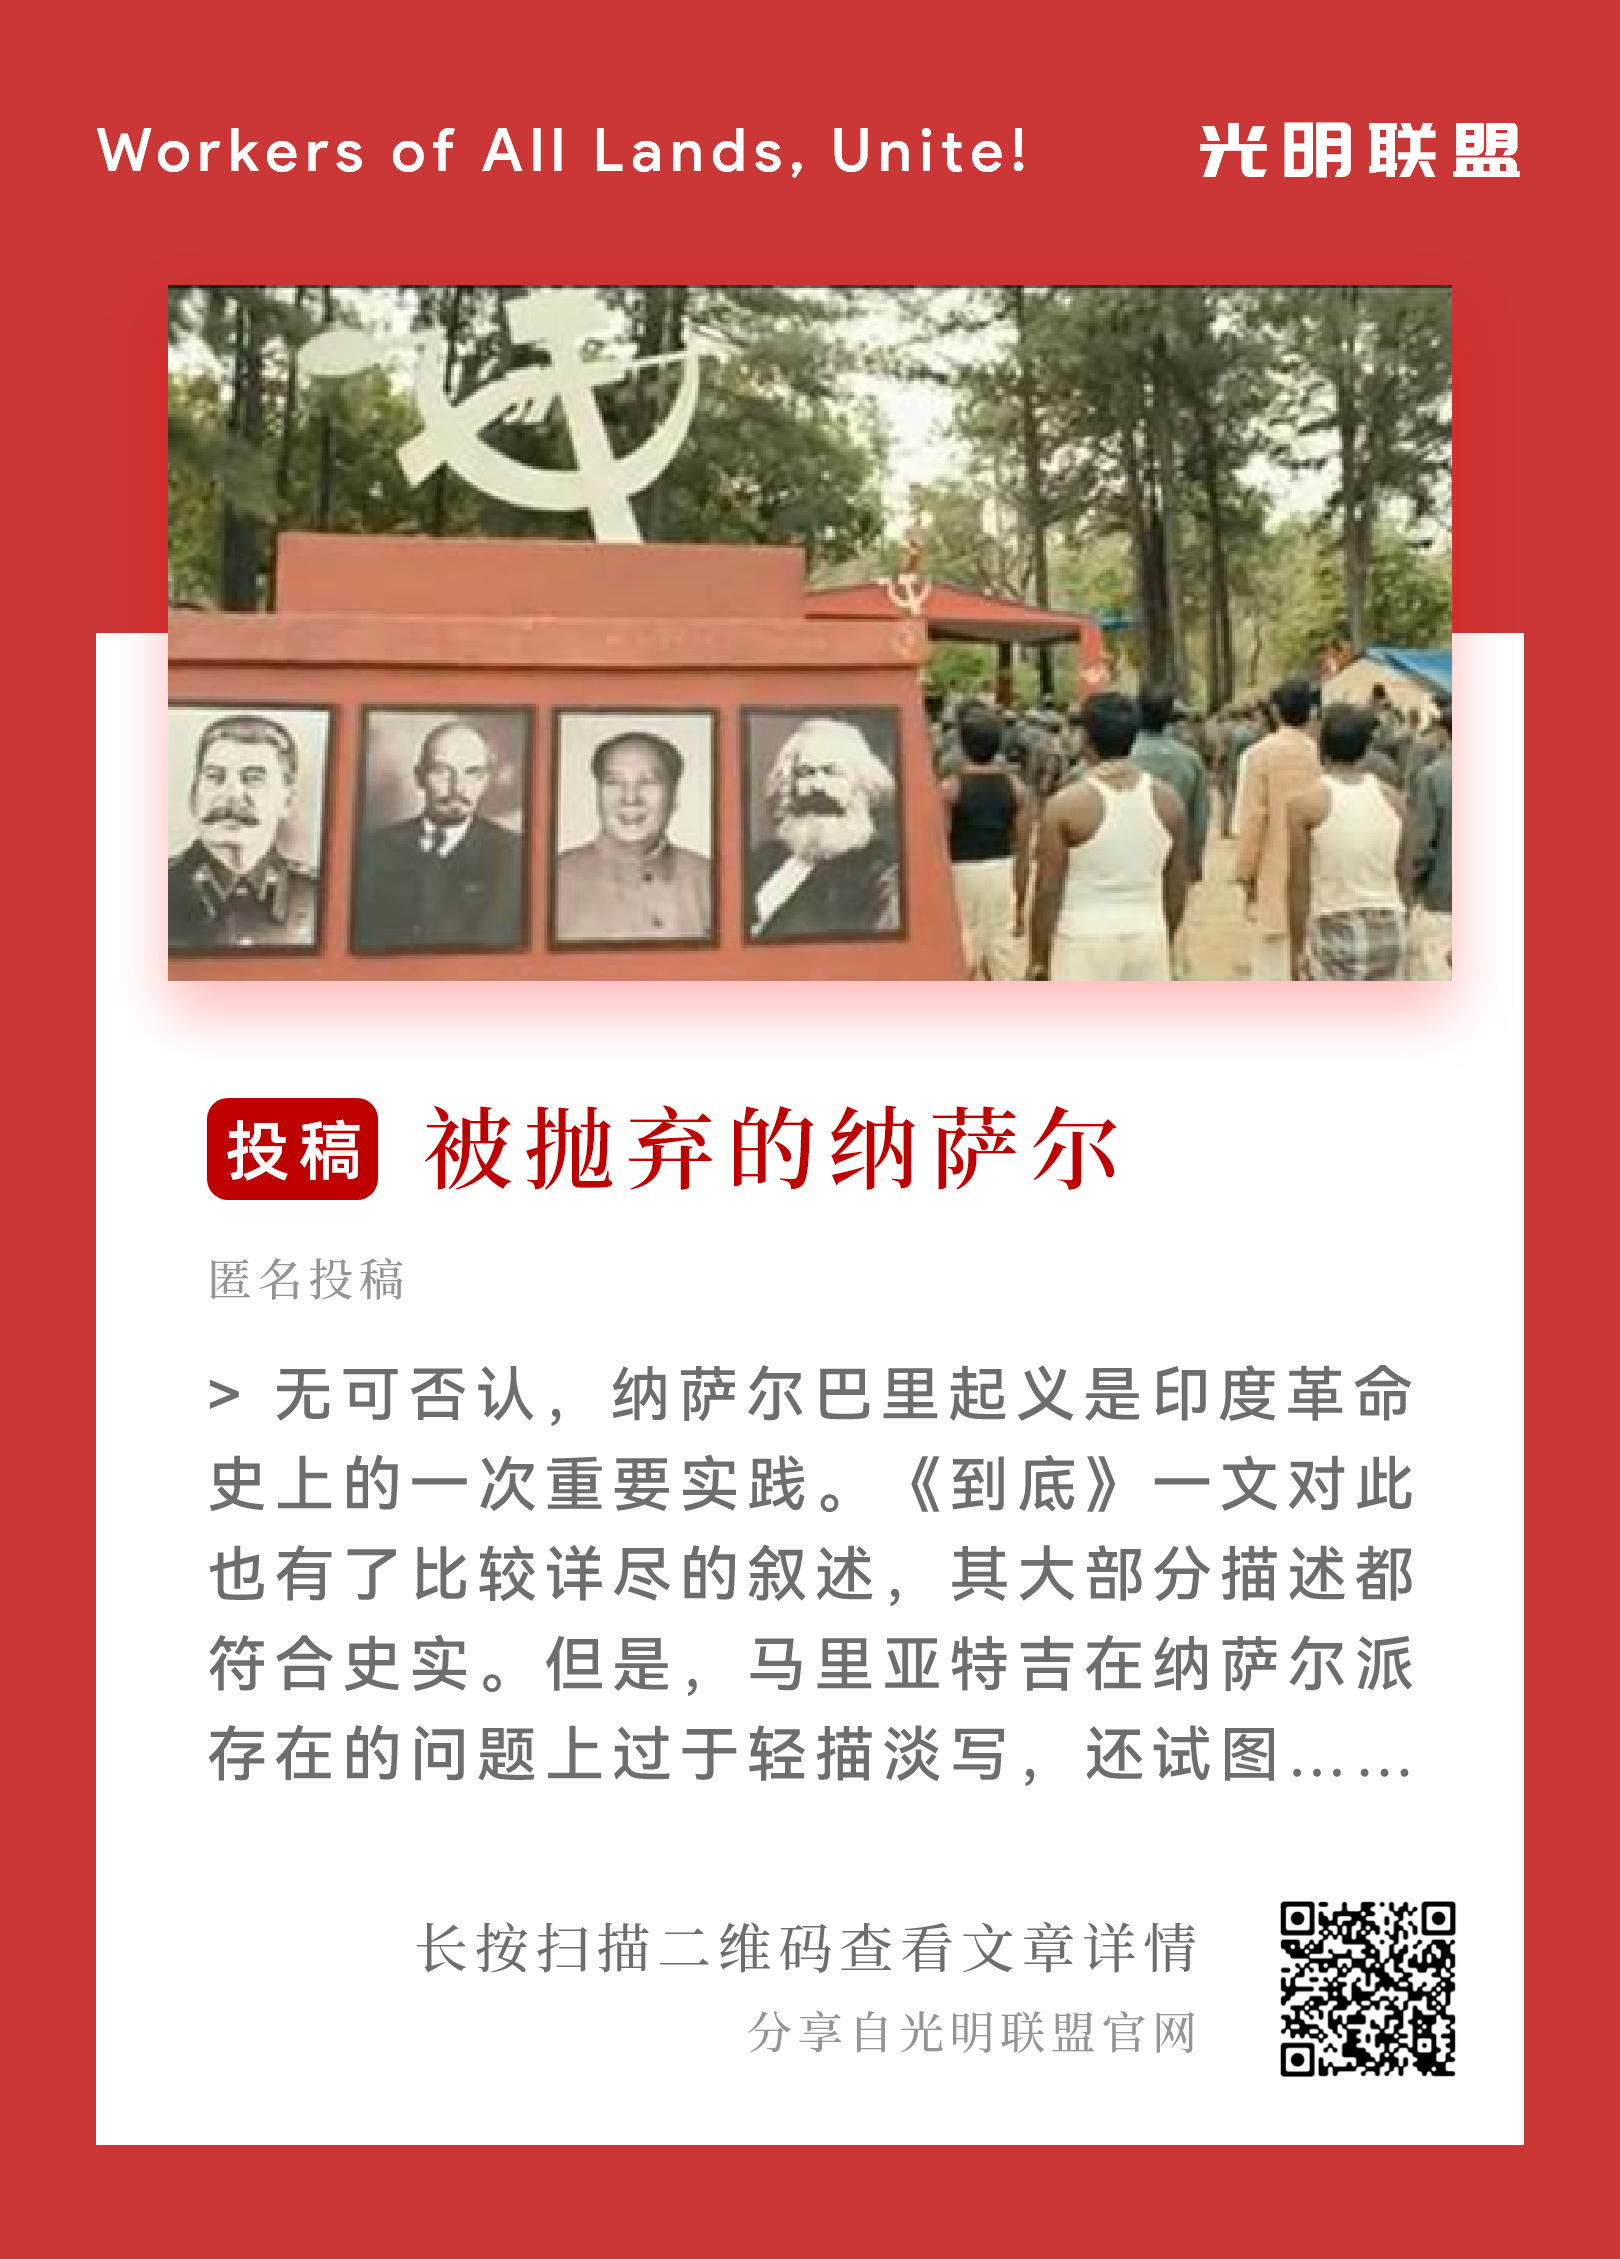 Workers of All Lands, Unite!
光明联盟
投稿 被抛弃的纳萨尔
匿名投稿
> 无可否认，纳萨尔巴里起义是印度革命
史上的一次重要实践。《到底》一文对此
也有了比较详尽的叙述，其大部分描述都
符合史实。但是，马里亚特吉在纳萨尔派
存在的问题上过于轻描淡写，还试图……
长按扫描二维码查看文章详情
分享自光明联盟官网